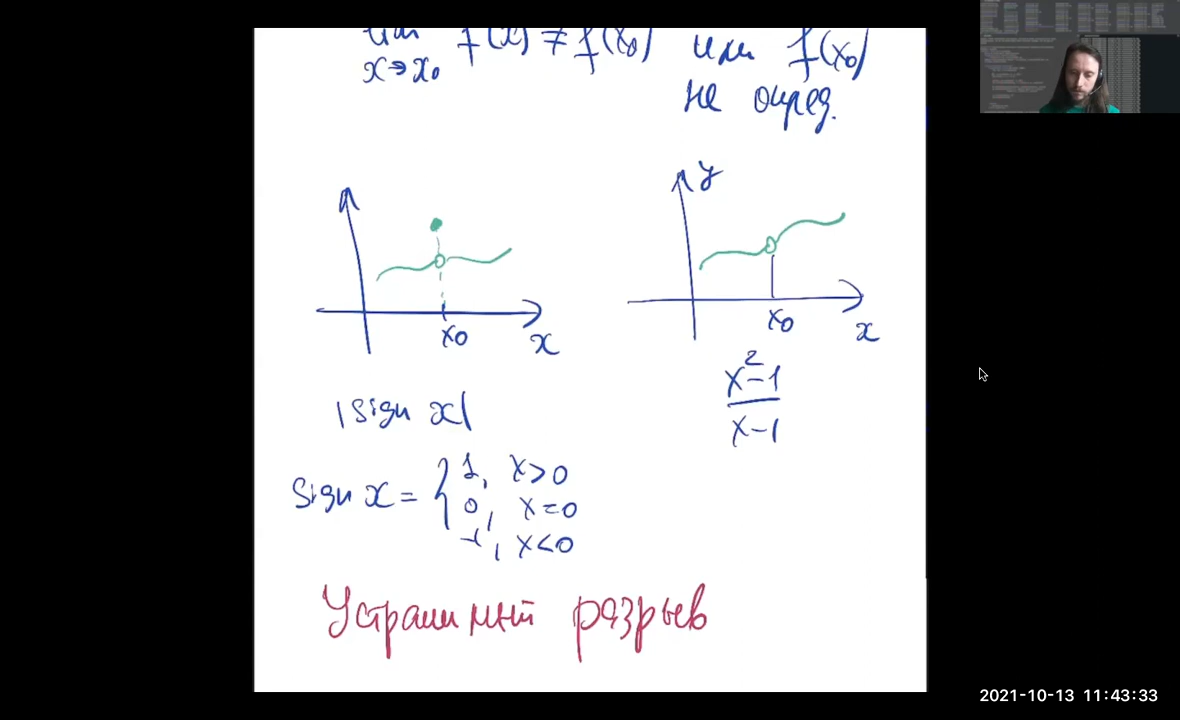 lim f(x) ≠ f(x₀) или f(x₀)
x→x₀ не опред.
y
x₀
x
x₀
x
|sign x|
x²-1
x-1
sign x = { 1, x>0
0, x=0
-1, x<0
Устранимый разрыв
2021-10-13 11:43:33